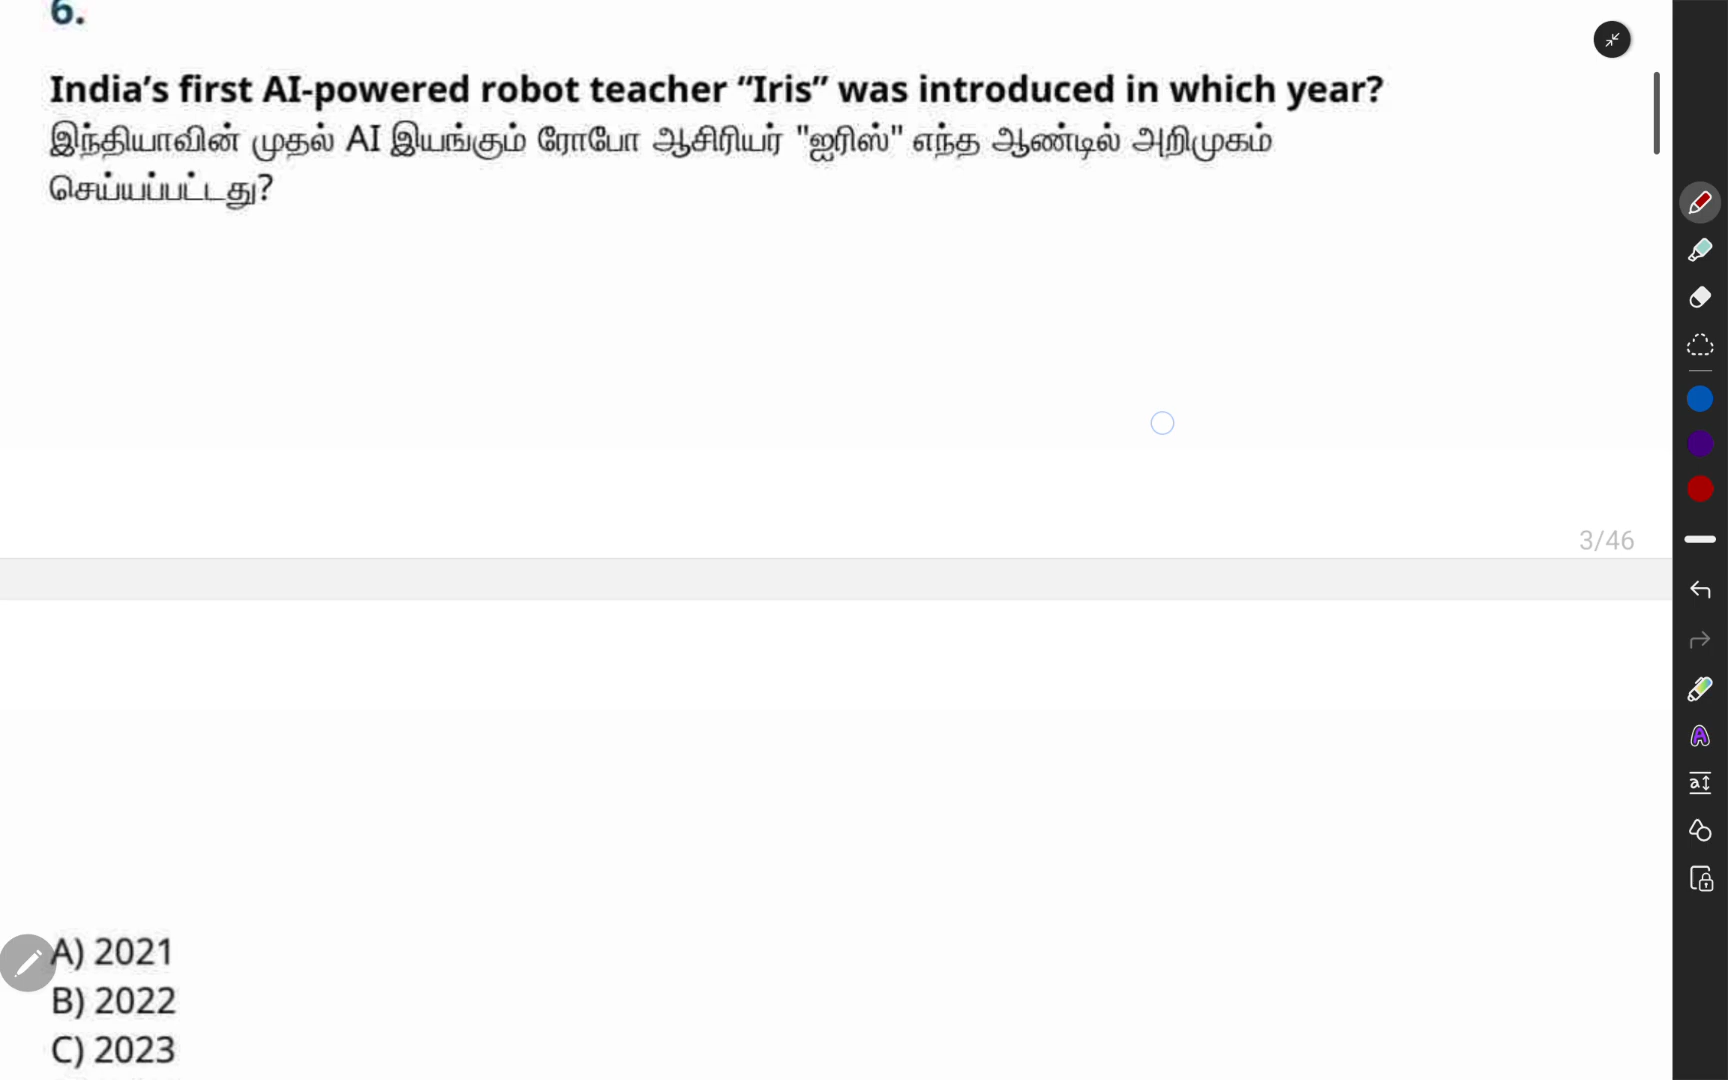 6.
India’s first AI-powered robot teacher “Iris” was introduced in which year?
இந்தியாவின் முதல் AI இயங்கும் ரோபோ ஆசிரியர் "ஐரிஸ்" எந்த ஆண்டில் அறிமுகம்
செய்யப்பட்டது?
3/46
A) 2021
B) 2022
C) 2023